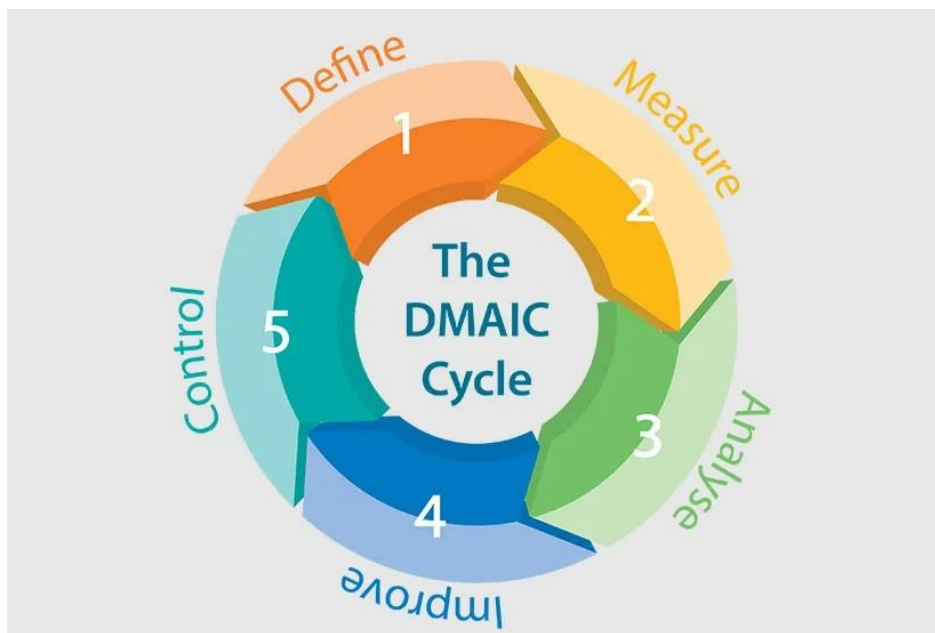 Define
1
Measure
2
Analyse
3
Improve
4
Control
5
The
DMAIC
Cycle